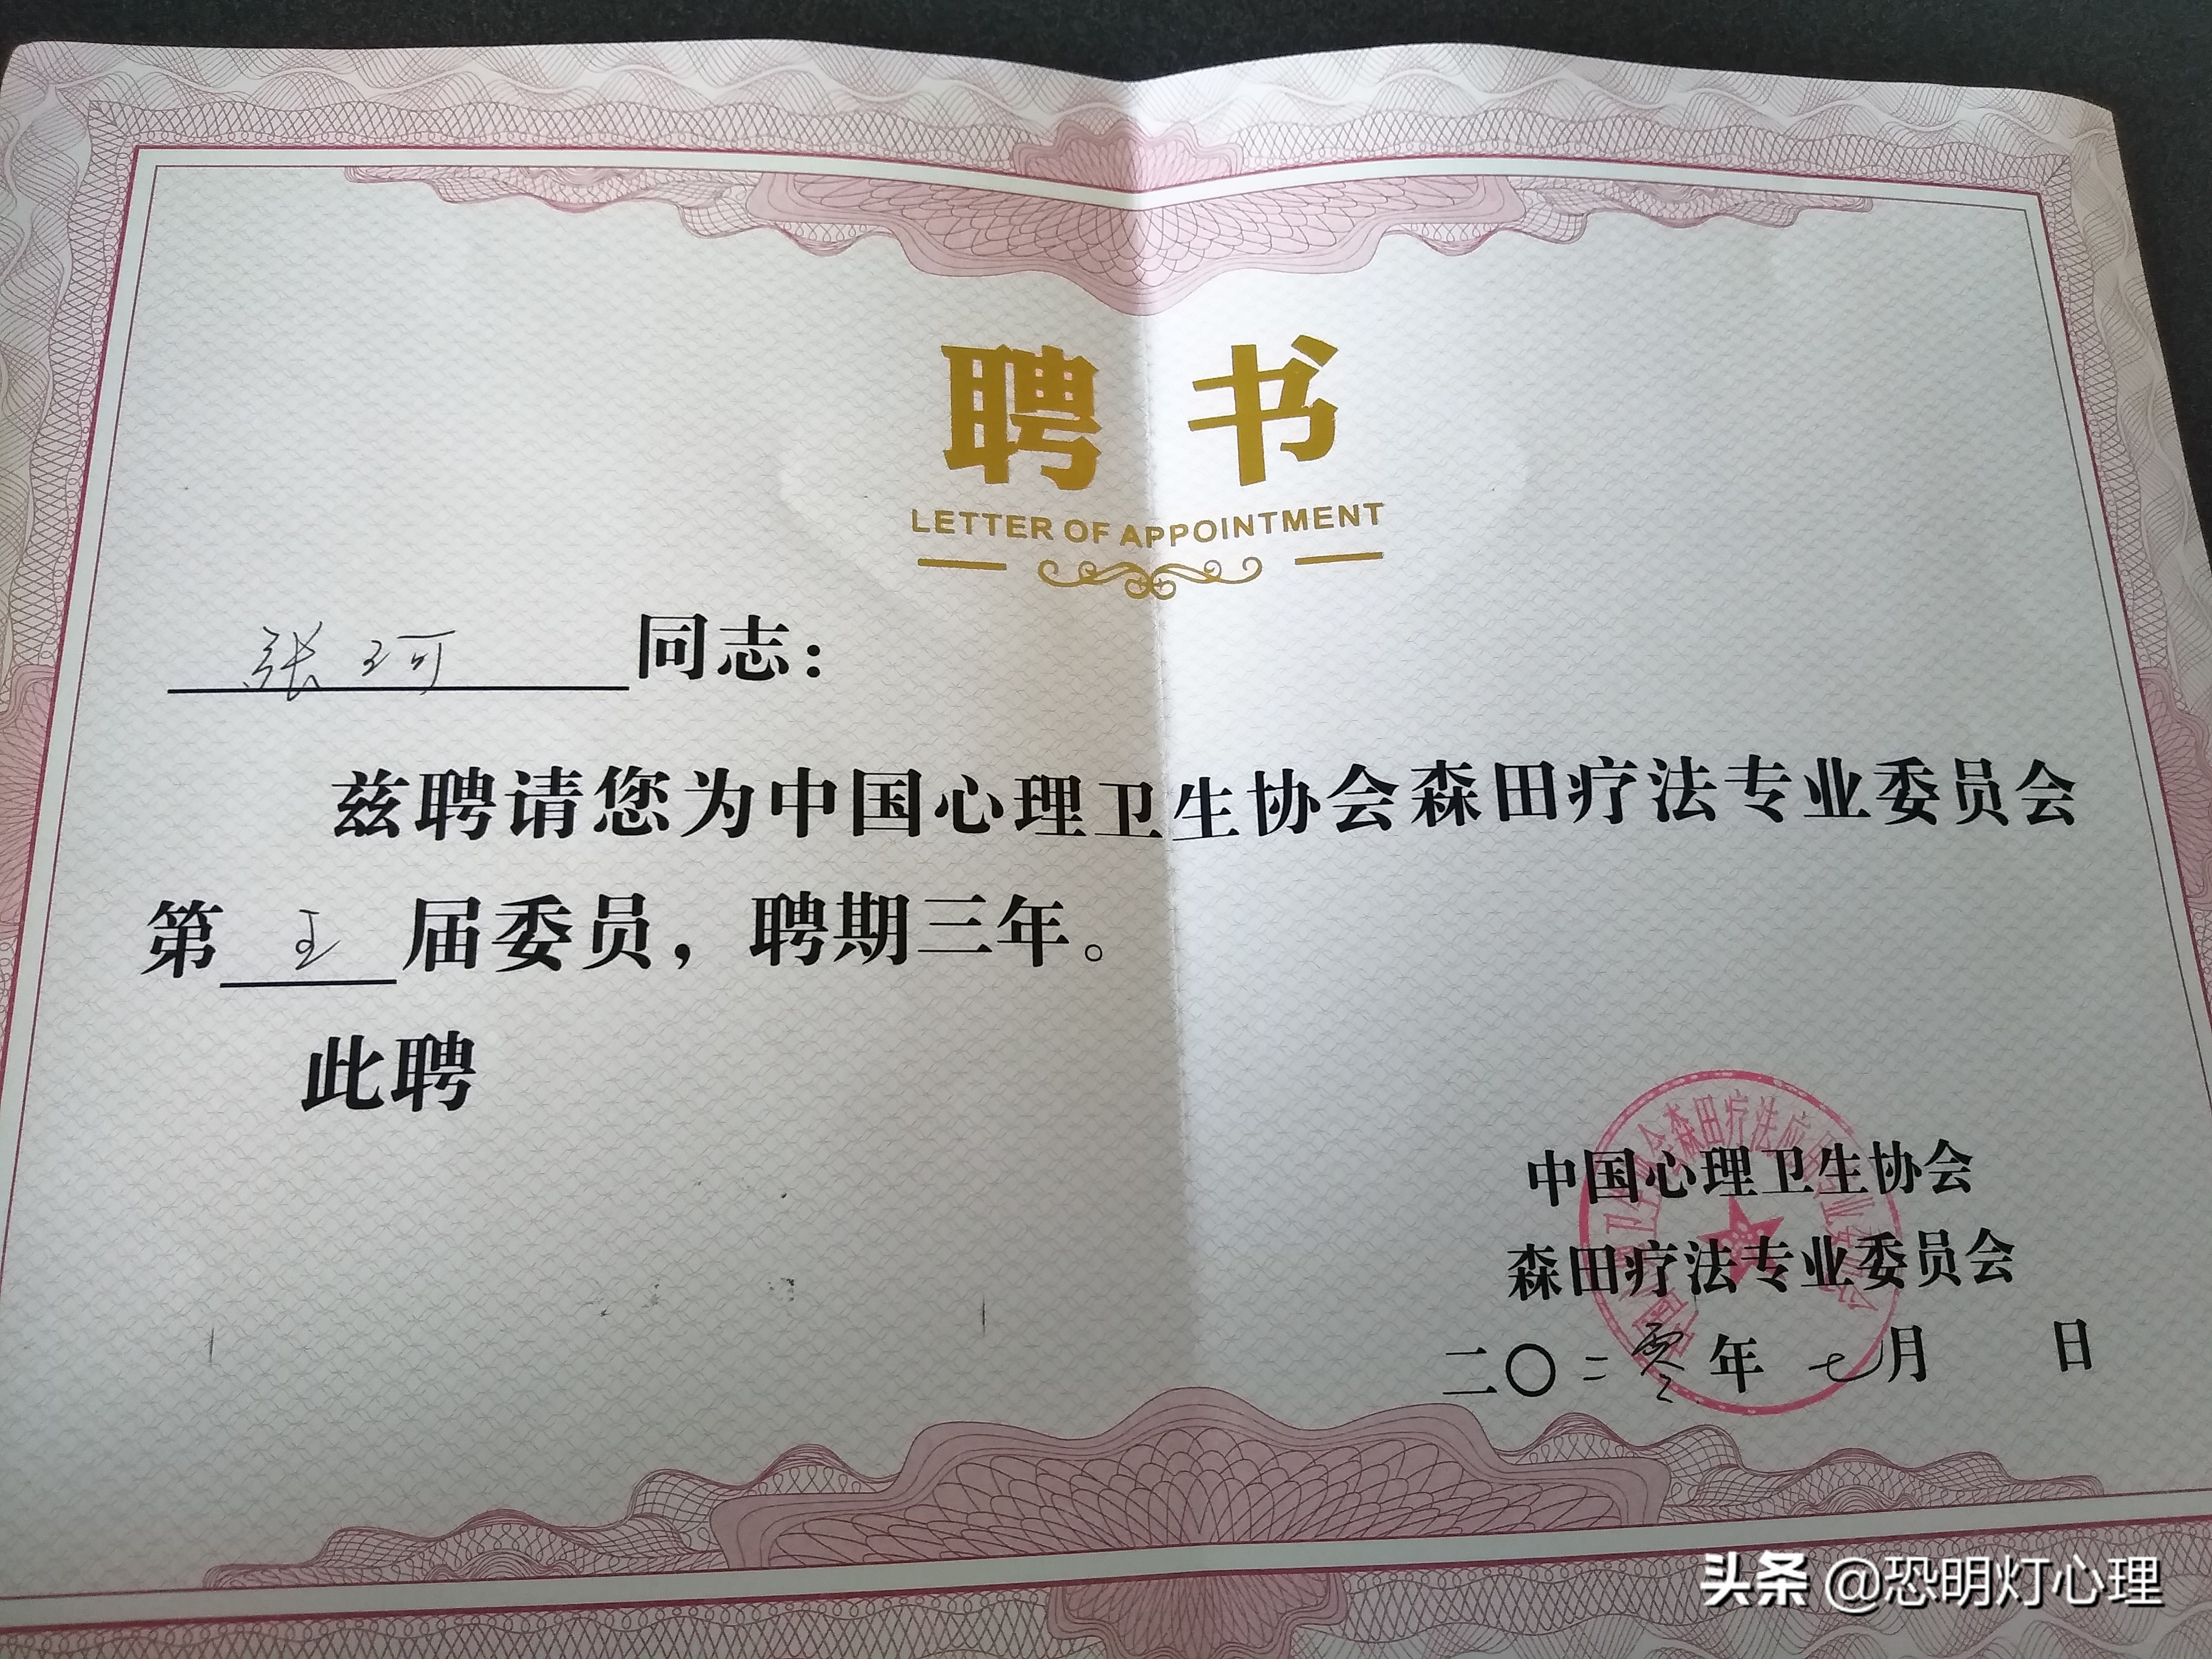 聘书
LETTER OF APPOINTMENT
张珂同志：
兹聘请您为中国心理卫生协会森田疗法专业委员会
第五届委员，聘期三年。
此聘
中国心理卫生协会
森田疗法专业委员会
二〇二零年七月 日
头条 @恐明灯心理